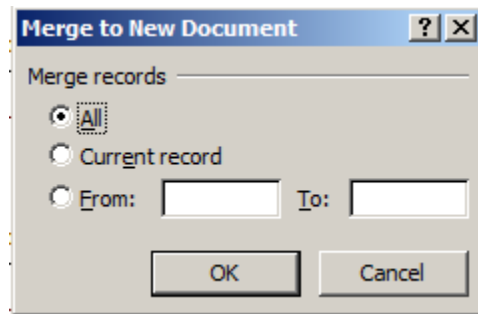 Merge to New Document ? X
Merge records
All
Current record
From: To:
OK Cancel